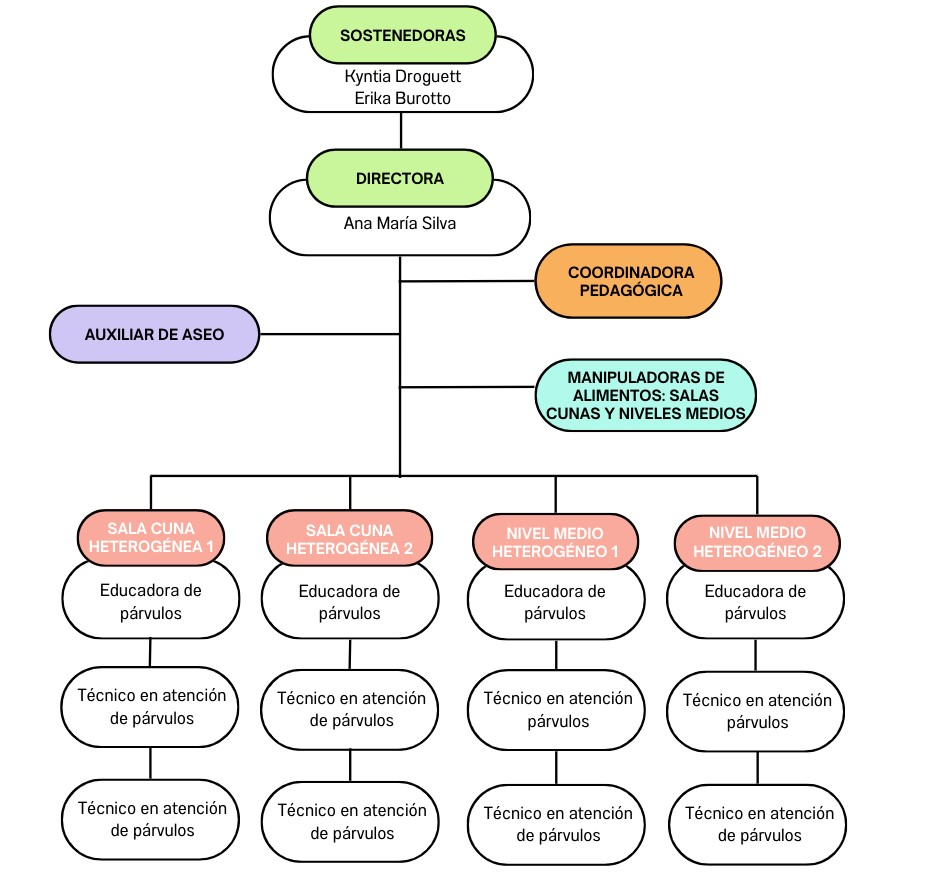 SOSTENEDORAS
Kyntia Droguett
Erika Burotto
DIRECTORA
Ana María Silva
COORDINADORA
PEDAGÓGICA
AUXILIAR DE ASEO
MANIPULADORAS DE
ALIMENTOS: SALAS
CUNAS Y NIVELES MEDIOS
SALA CUNA
HETEROGÉNEA 1
Educadora de
párvulos
Técnico en atención
de párvulos
Técnico en atención
de párvulos
SALA CUNA
HETEROGÉNEA 2
Educadora de
párvulos
Técnico en atención
de párvulos
Técnico en atención
de párvulos
NIVEL MEDIO
HETEROGÉNEO 1
Educadora de
párvulos
Técnico en atención
párvulos
Técnico en atención
de párvulos
NIVEL MEDIO
HETEROGÉNEO 2
Educadora de
párvulos
Técnico en atención
párvulos
Técnico en atención
de párvulos